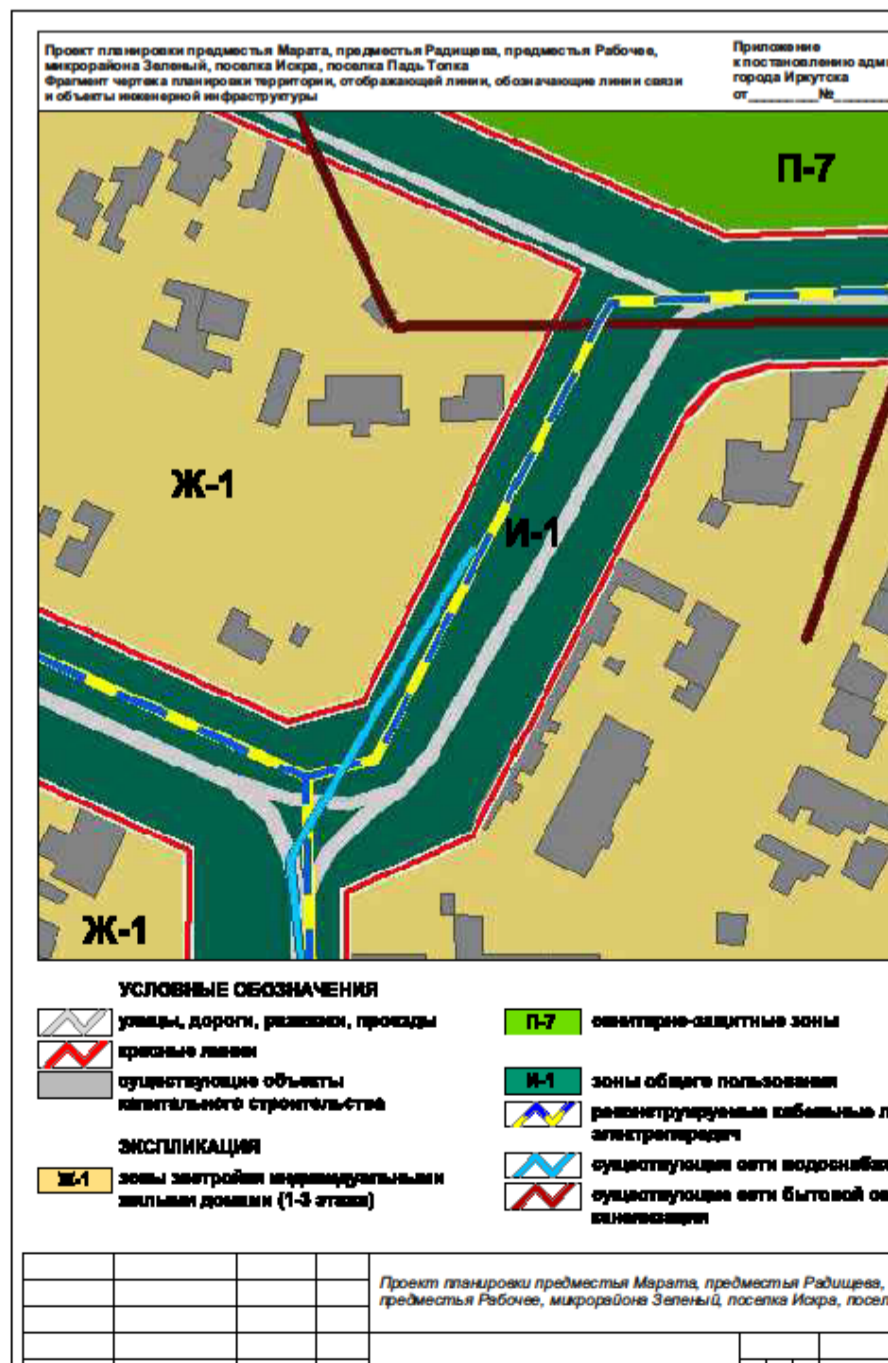 Проект планировки предместья Марата, предместья Радищева, предместья Рабочее,
микрорайона Зеленый, поселка Искра, поселка Падь Топка
Фрагмент чертежа планировки территории, отображающей линии, обозначающие линии связи
и объекты инженерной инфраструктуры
Приложение
к постановлению адм
города Иркутска
от__________№__________
П-7
Ж-1
И-1
Ж-1
УСЛОВНЫЕ ОБОЗНАЧЕНИЯ
улицы, дороги, развязки, проезды
красные линии
существующие объекты
капитального строительства
ЭКСПЛИКАЦИЯ
Ж-1 зоны застройки индивидуальными
жилыми домами (1-3 этажа)
П-7 санитарно-защитные зоны
И-1 зоны общего пользования
реконструируемые кабельные л
электропередач
существующие сети водоснабже
существующие сети бытовой
канализации
Проект планировки предместья Марата, предместья Радищева,
предместья Рабочее, микрорайона Зеленый, поселка Искра, посел